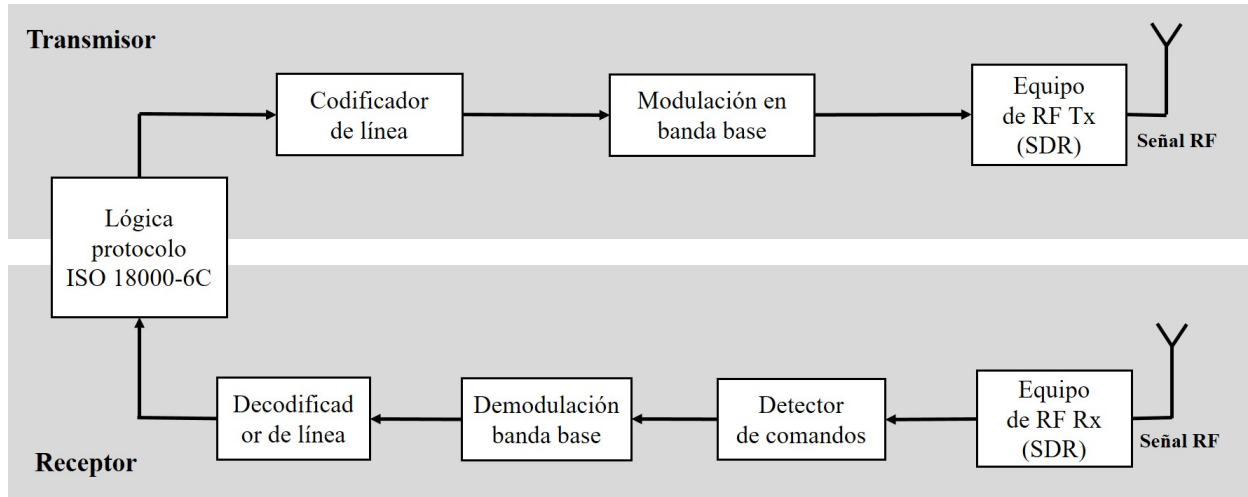 Transmisor
Codificador
de línea
Modulación en
banda base
Equipo
de RF Tx
(SDR)
Señal RF
Lógica
protocolo
ISO 18000-6C
Decodificad
or de línea
Demodulación
banda base
Detector
de comandos
Equipo
de RF Rx
(SDR)
Señal RF
Receptor